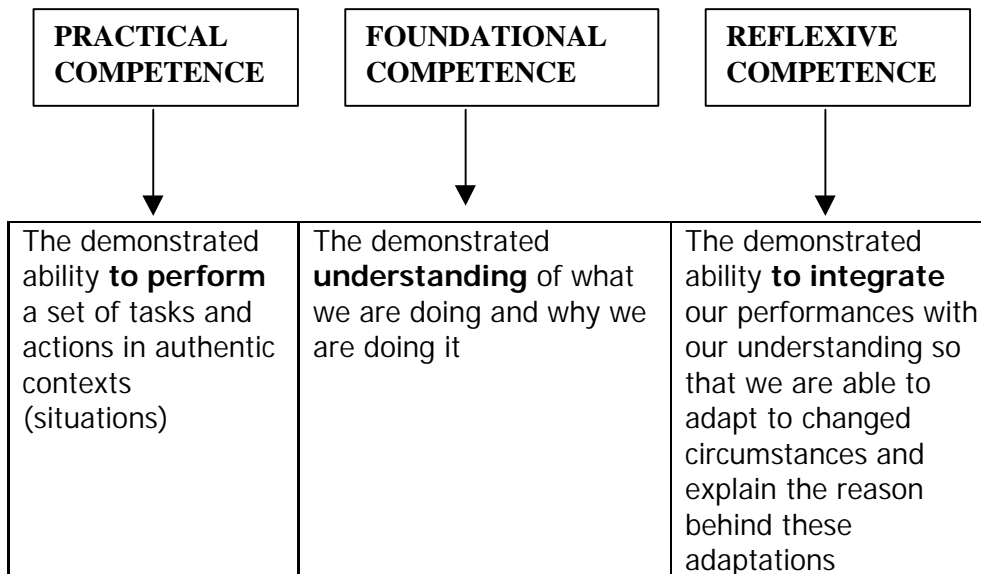 PRACTICAL
COMPETENCE
FOUNDATIONAL
COMPETENCE
REFLEXIVE
COMPETENCE
The demonstrated
ability to perform
a set of tasks and
actions in authentic
contexts
(situations)
The demonstrated
understanding of what
we are doing and why we
are doing it
The demonstrated
ability to integrate
our performances with
our understanding so
that we are able to
adapt to changed
circumstances and
explain the reason
behind these
adaptations